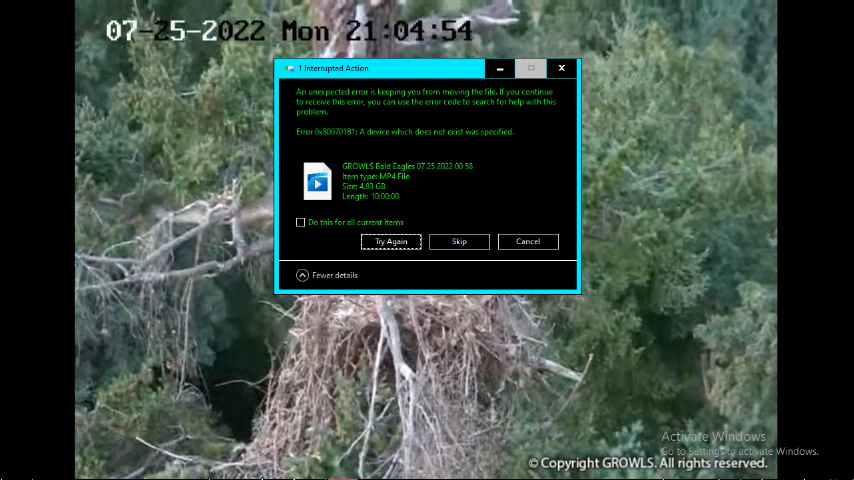 07-25-2022 Mon 21:04:54
1 Interrupted Action
An unexpected error is keeping you from moving the file. If you continue
to receive this error, you can use the error code to search for help with this
problem.
Error 0x800701B1: A device which does not exist was specified.
GROWLS Bald Eagles 07 25 2022 00 58
Item type: MP4 File
Size: 4.93 GB
Length: 10:00:00
Do this for all current items
Try Again
Skip
Cancel
Fewer details
Activate Windows
Go to Settings to activate Windows.
© Copyright GROWLS. All rights reserved.